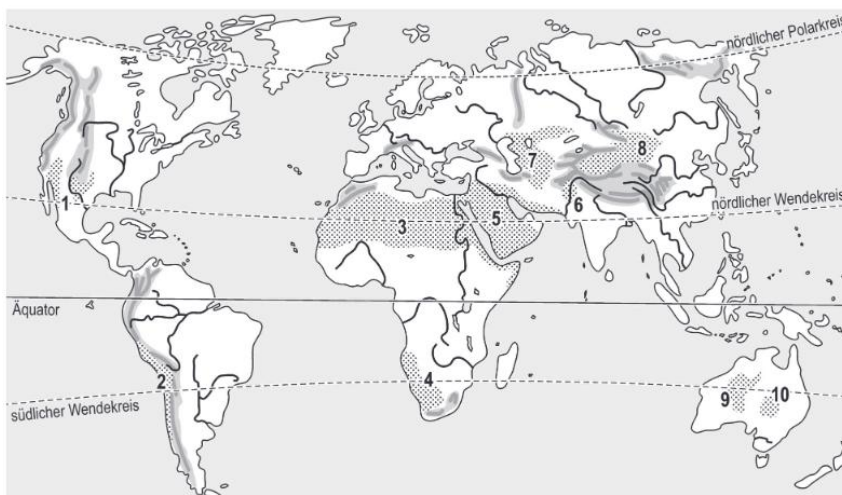 nördlicher Polarkreis
8
7
nördlicher Wendekreis
1
6
3
5
Äquator
2
4
südlicher Wendekreis
9
10